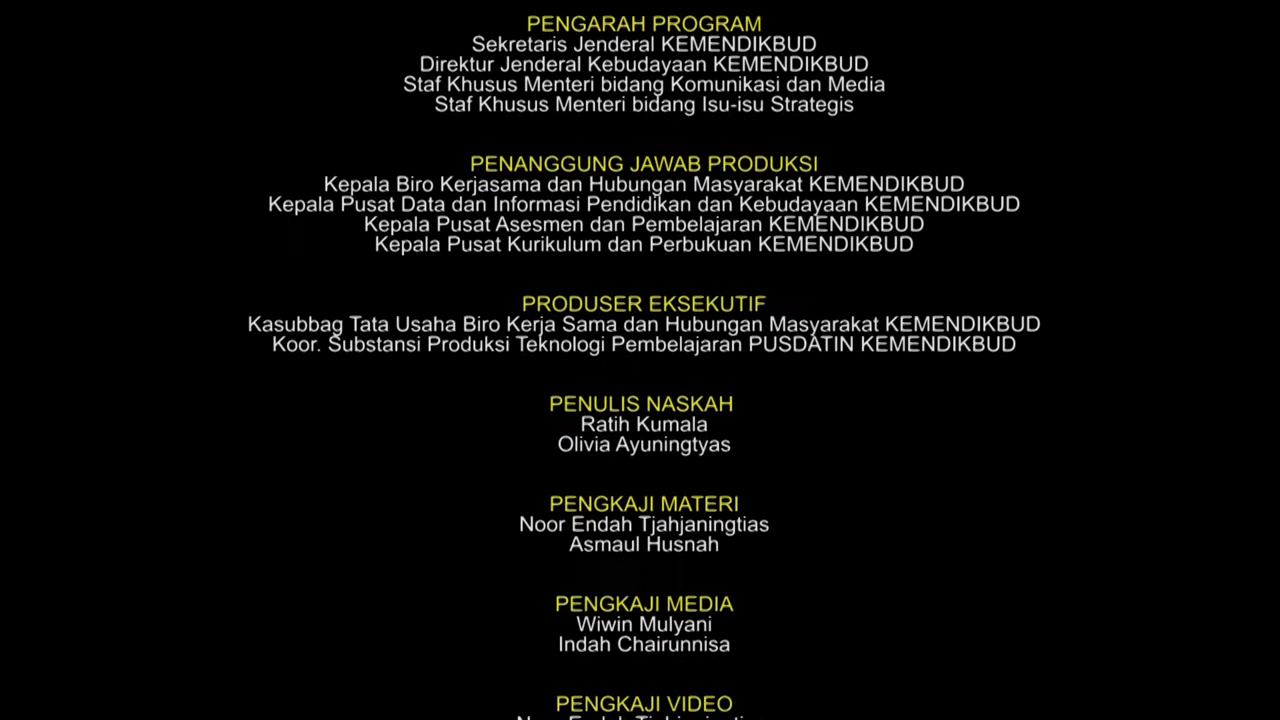 PENGARAH PROGRAM
Sekretaris Jenderal KEMENDIKBUD
Direktur Jenderal Kebudayaan KEMENDIKBUD
Staf Khusus Menteri bidang Komunikasi dan Media
Staf Khusus Menteri bidang Isu-isu Strategis
PENANGGUNG JAWAB PRODUKSI
Kepala Biro Kerjasama dan Hubungan Masyarakat KEMENDIKBUD
Kepala Pusat Data dan Informasi Pendidikan dan Kebudayaan KEMENDIKBUD
Kepala Pusat Asesmen dan Pembelajaran KEMENDIKBUD
Kepala Pusat Kurikulum dan Perbukuan KEMENDIKBUD
PRODUSER EKSEKUTIF
Kasubbag Tata Usaha Biro Kerja Sama dan Hubungan Masyarakat KEMENDIKBUD
Koor. Substansi Produksi Teknologi Pembelajaran PUSDATIN KEMENDIKBUD
PENULIS NASKAH
Ratih Kumala
Olivia Ayuningtyas
PENGKAJI MATERI
Noor Endah Tjahjaningtias
Asmaul Husnah
PENGKAJI MEDIA
Wiwin Mulyani
Indah Chairunnisa
PENGKAJI VIDEO